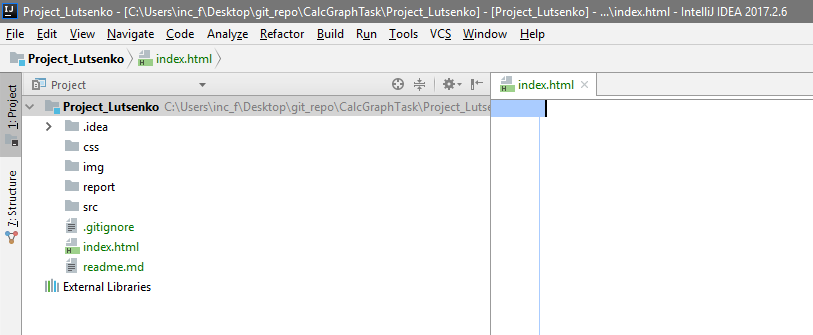 Project_Lutsenko - [C:\Users\inc_f\Desktop\git_repo\CalcGraphTask\Project_Lutsenko] - [Project_Lutsenko] - ...\index.html - IntelliJ IDEA 2017.2.6
File Edit View Navigate Code Analyze Refactor Build Run Tools VCS Window Help
Project_Lutsenko index.html
Project
index.html
1: Project
7: Structure
Project_Lutsenko C:\Users\inc_f\Desktop\git_repo\CalcGraphTask\Project_Lutse
.idea
css
img
report
src
.gitignore
index.html
readme.md
External Libraries